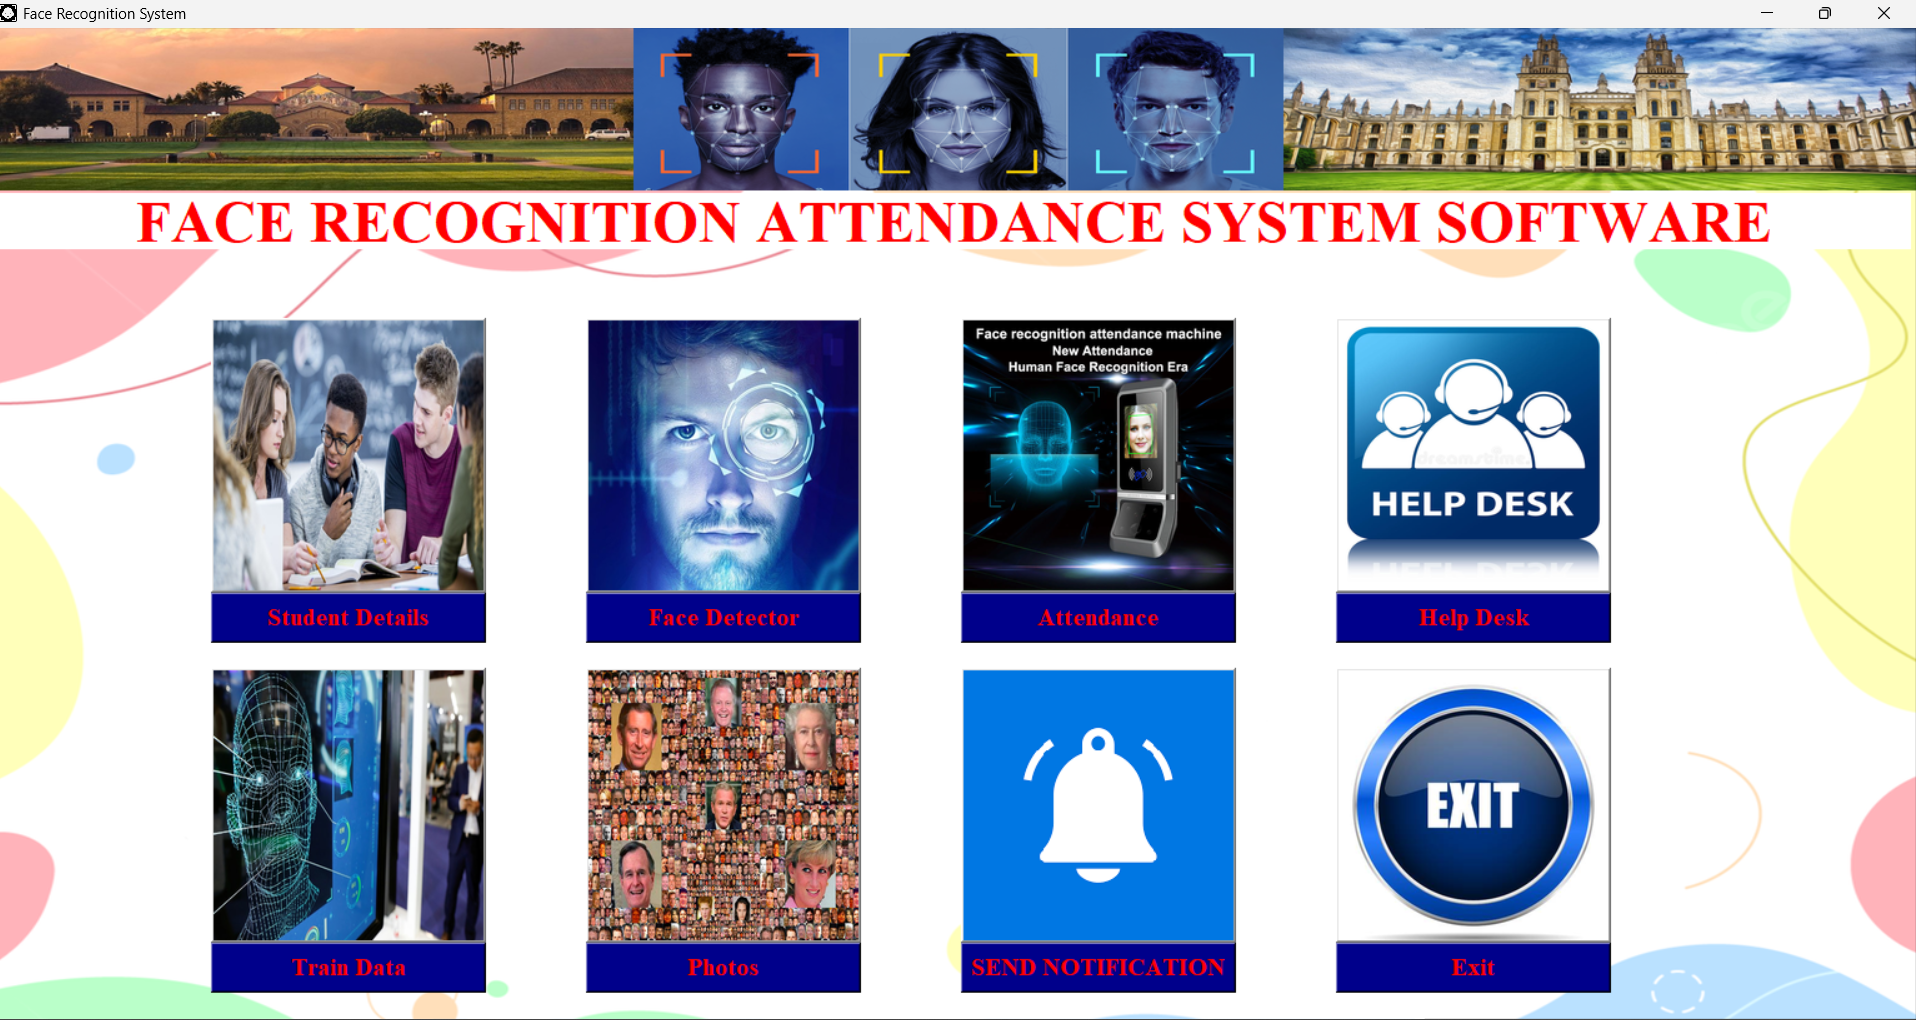 Face Recognition System
FACE RECOGNITION ATTENDANCE SYSTEM SOFTWARE
Face recognition attendance machine
New Attendance
Human Face Recognition Era
dreamstime
HELP DESK
Student Details
Face Detector
Attendance
Help Desk
EXIT
Train Data
Photos
SEND NOTIFICATION
Exit